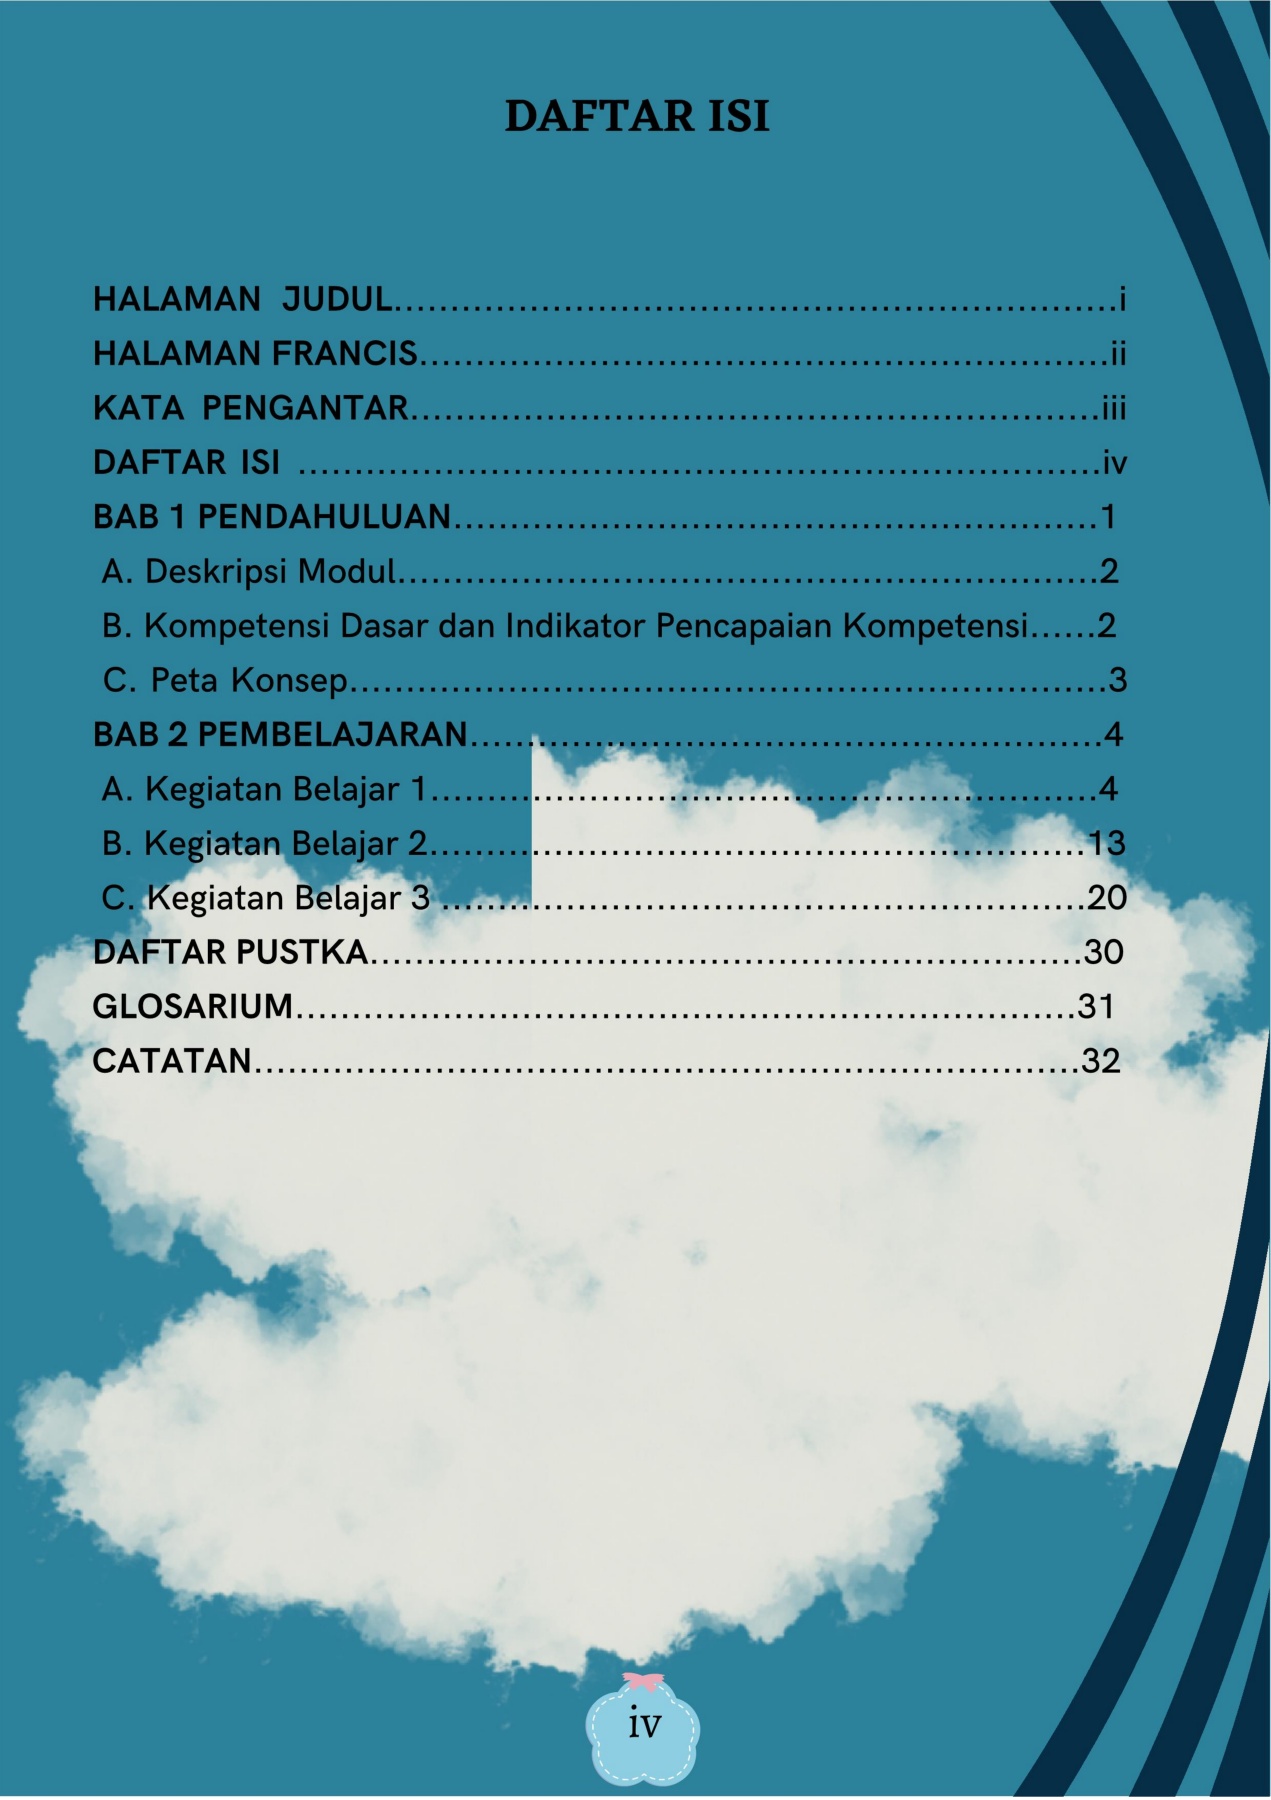 DAFTAR ISI
HALAMAN JUDUL................................................................................i
HALAMAN FRANCIS............................................................................ii
KATA PENGANTAR............................................................................iii
DAFTAR ISI ........................................................................................iv
BAB 1 PENDAHULUAN.......................................................................1
A. Deskripsi Modul.............................................................................2
B. Kompetensi Dasar dan Indikator Pencapaian Kompetensi......2
C. Peta Konsep...................................................................................3
BAB 2 PEMBELAJARAN......................................................................4
A. Kegiatan Belajar 1..........................................................................4
B. Kegiatan Belajar 2........................................................................13
C. Kegiatan Belajar 3 .......................................................................20
DAFTAR PUSTKA..............................................................................30
GLOSARIUM......................................................................................31
CATATAN...........................................................................................32
iv